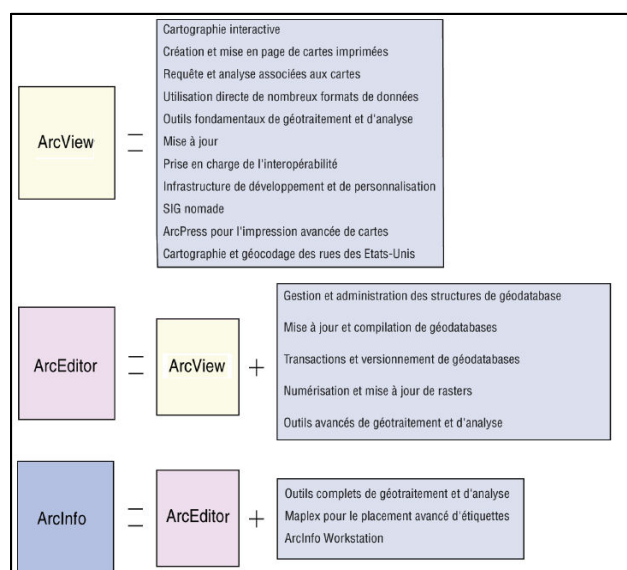 Cartographie interactive
Création et mise en page de cartes imprimées
Requête et analyse associées aux cartes
Utilisation directe de nombreux formats de données
Outils fondamentaux de géotraitement et d'analyse
ArcView =
Mise à jour
Prise en charge de l'interopérabilité
Infrastructure de développement et de personnalisation
SIG nomade
ArcPress pour l'impression avancée de cartes
Cartographie et géocodage des rues des Etats-Unis
ArcEditor = ArcView +
Gestion et administration des structures de géodatabase
Mise à jour et compilation de géodatabases
Transactions et versionnement de géodatabases
Numérisation et mise à jour de rasters
Outils avancés de géotraitement et d'analyse
ArcInfo = ArcEditor +
Outils complets de géotraitement et d'analyse
Maplex pour le placement avancé d'étiquettes
ArcInfo Workstation